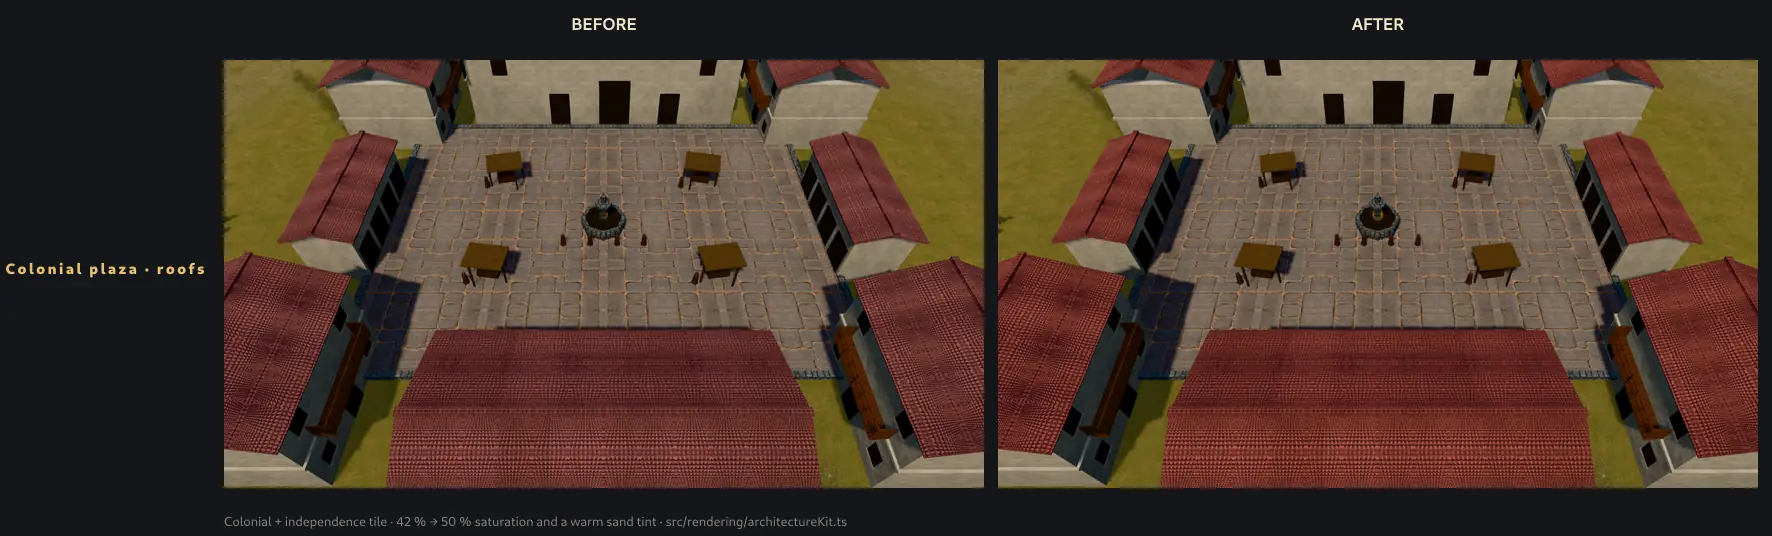 BEFORE
AFTER
Colonial plaza · roofs
Colonial + independence tile · 42 % → 50 % saturation and a warm sand tint · src/rendering/architectureKit.ts